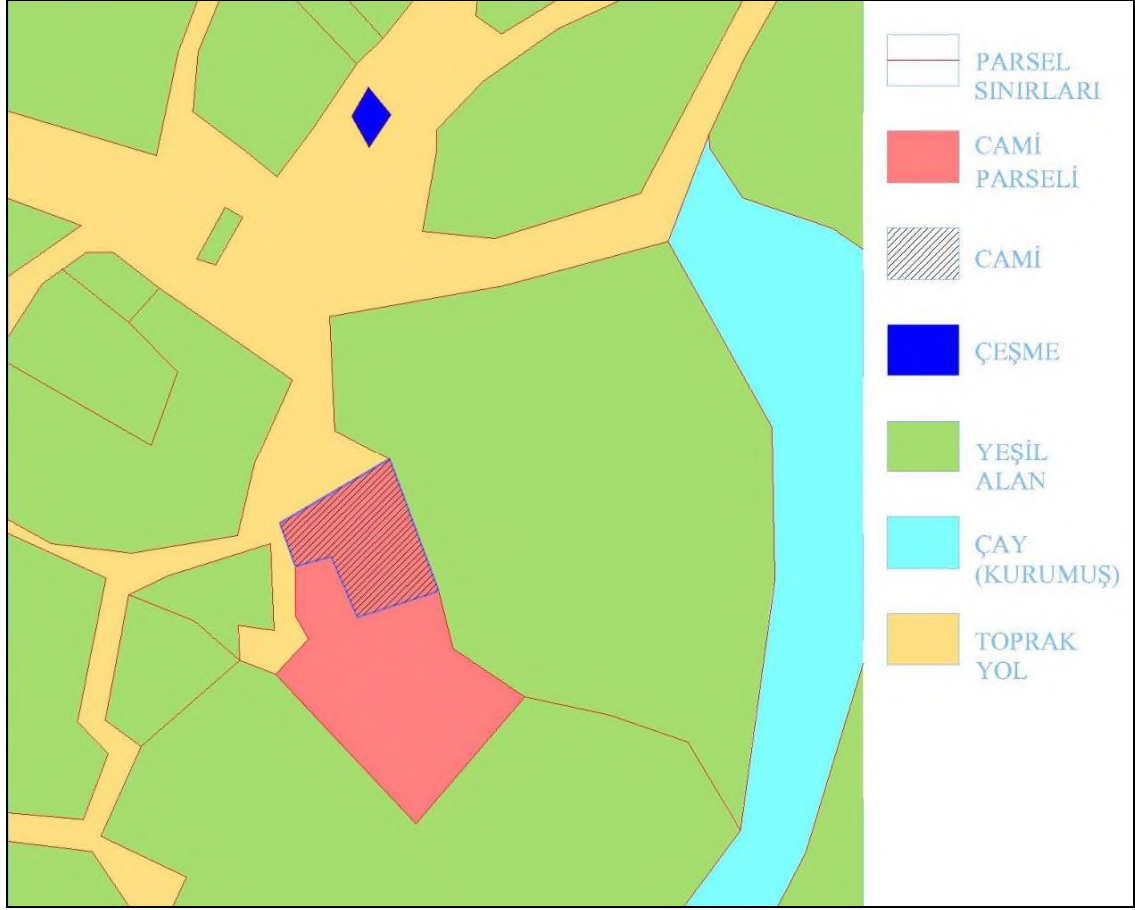 PARSEL
SINIRLARI
CAMİ
PARSELİ
CAMİ
ÇEŞME
YEŞİL
ALAN
ÇAY
(KURUMUŞ)
TOPRAK
YOL